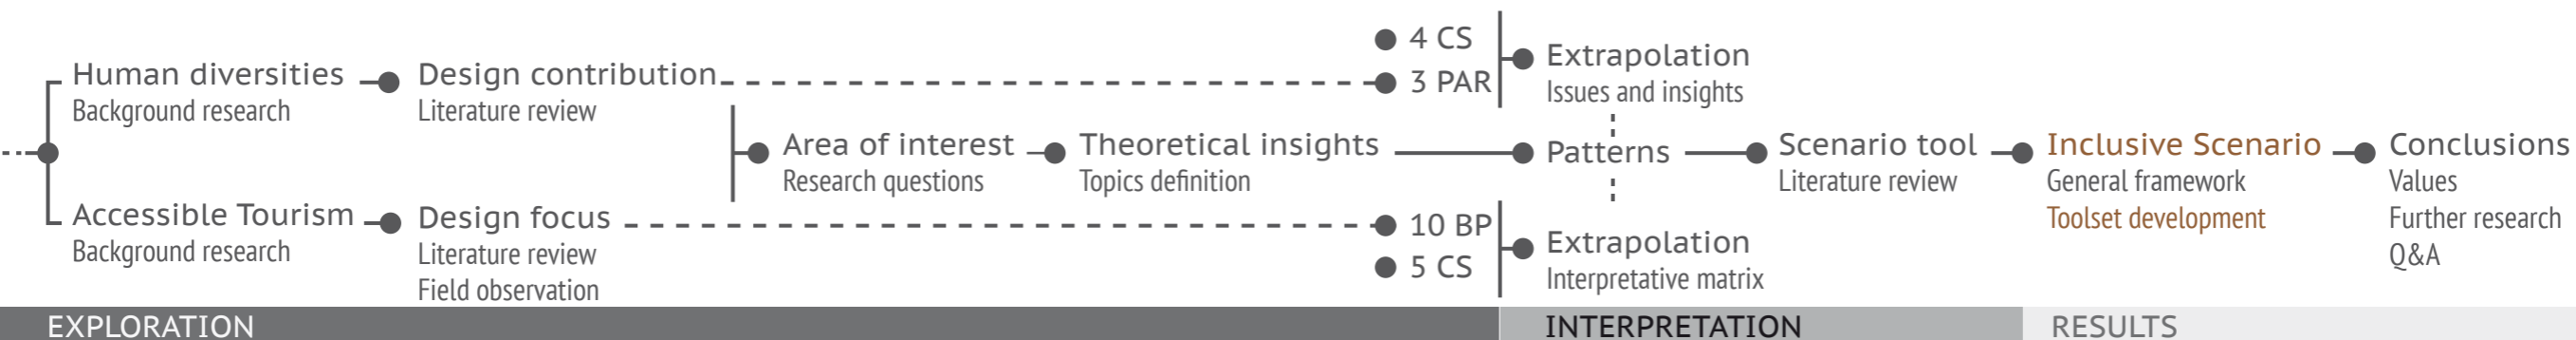 Human diversities
Background research
Design contribution
Literature review
4 CS
3 PAR
Extrapolation
Issues and insights
Area of interest
Research questions
Theoretical insights
Topics definition
Patterns
Scenario tool
Literature review
Inclusive Scenario
General framework
Toolset development
Conclusions
Values
Further research
Q&A
Accessible Tourism
Background research
Design focus
Literature review
Field observation
10 BP
5 CS
Extrapolation
Interpretative matrix
EXPLORATION
INTERPRETATION
RESULTS